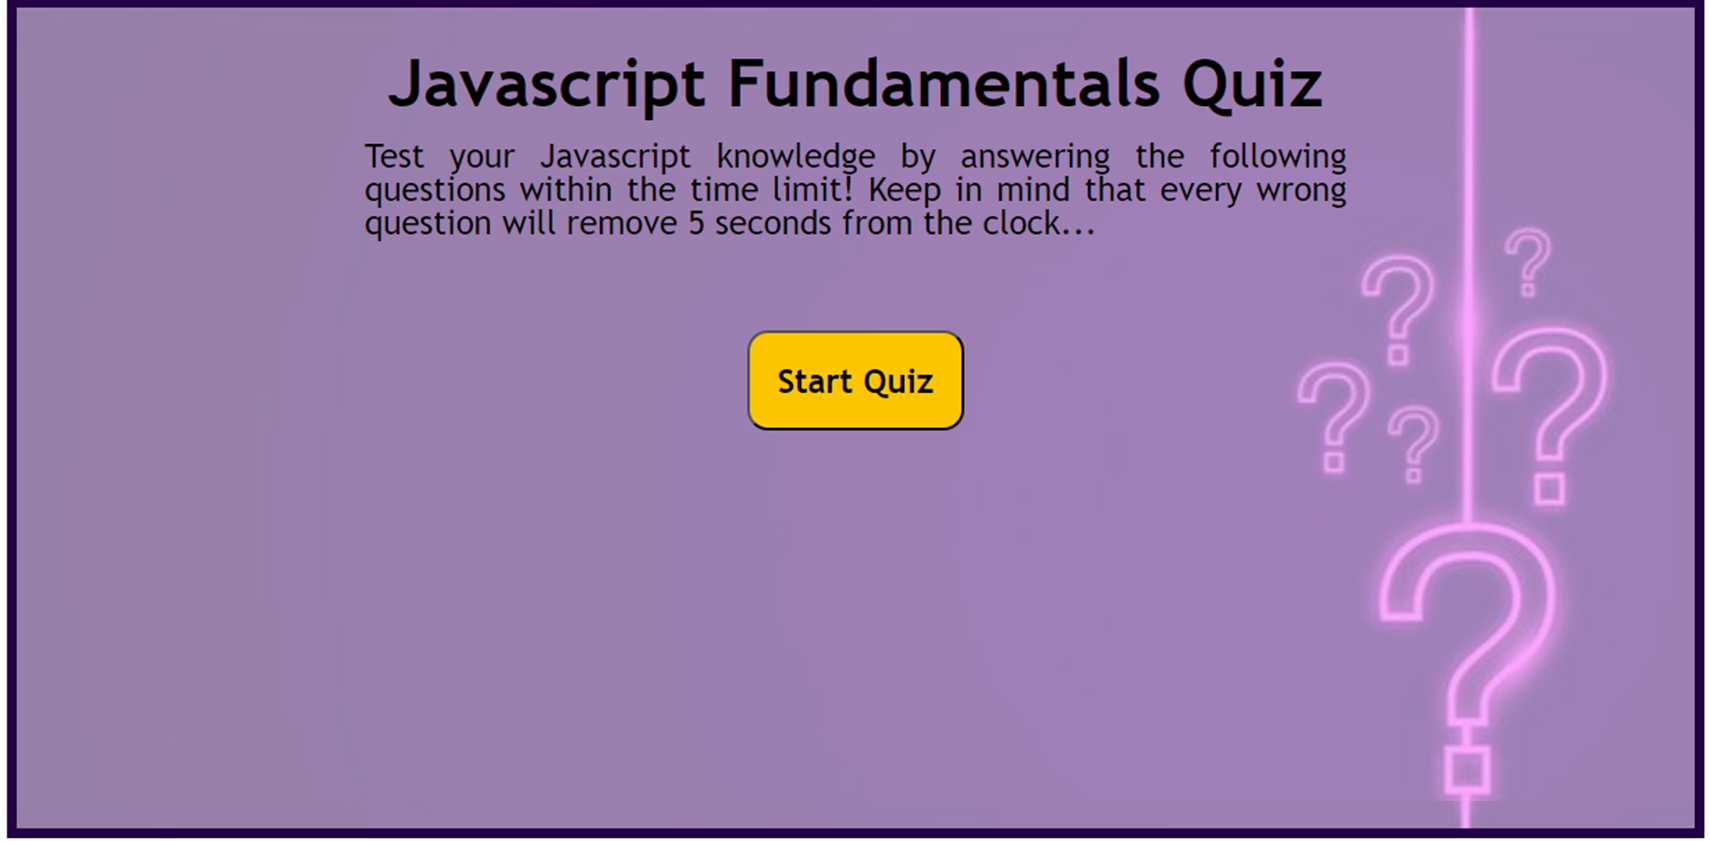 Javascript Fundamentals Quiz
Test your Javascript knowledge by answering the following
questions within the time limit! Keep in mind that every wrong
question will remove 5 seconds from the clock...
Start Quiz